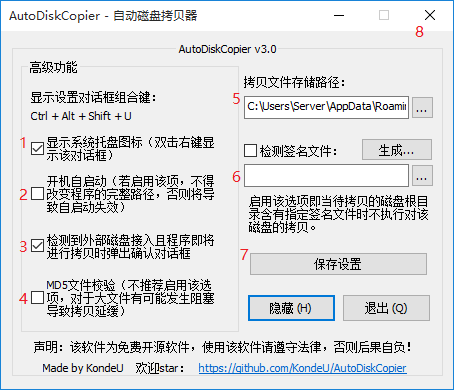 AutoDiskCopier - 自动磁盘拷贝器
8
AutoDiskCopier v3.0
高级功能
显示设置对话框组合键：
Ctrl + Alt + Shift + U
1
显示系统托盘图标（双击右键显
示该对话框）
2
开机自启动（若启用该项，不得
改变程序的完整路径，否则将
导致自启动失效）
3
检测到外部磁盘接入且程序即将
进行拷贝时弹出确认对话框
4
MD5文件校验（不推荐启用该选
项，对于大文件有可能发生阻塞
导致拷贝延缓）
拷贝文件存储路径：
5
C:\Users\Server\AppData\Roamin
...
检测签名文件：
生成...
6
...
启用该选项即当待拷贝的磁盘根目
录含有指定签名文件时不执行对该
磁盘的拷贝。
7
保存设置
隐藏 (H)
退出 (Q)
声明：该软件为免费开源软件，使用该软件请遵守法律，否则后果自负！
Made by KondeU 欢迎star： https://github.com/KondeU/AutoDiskCopier